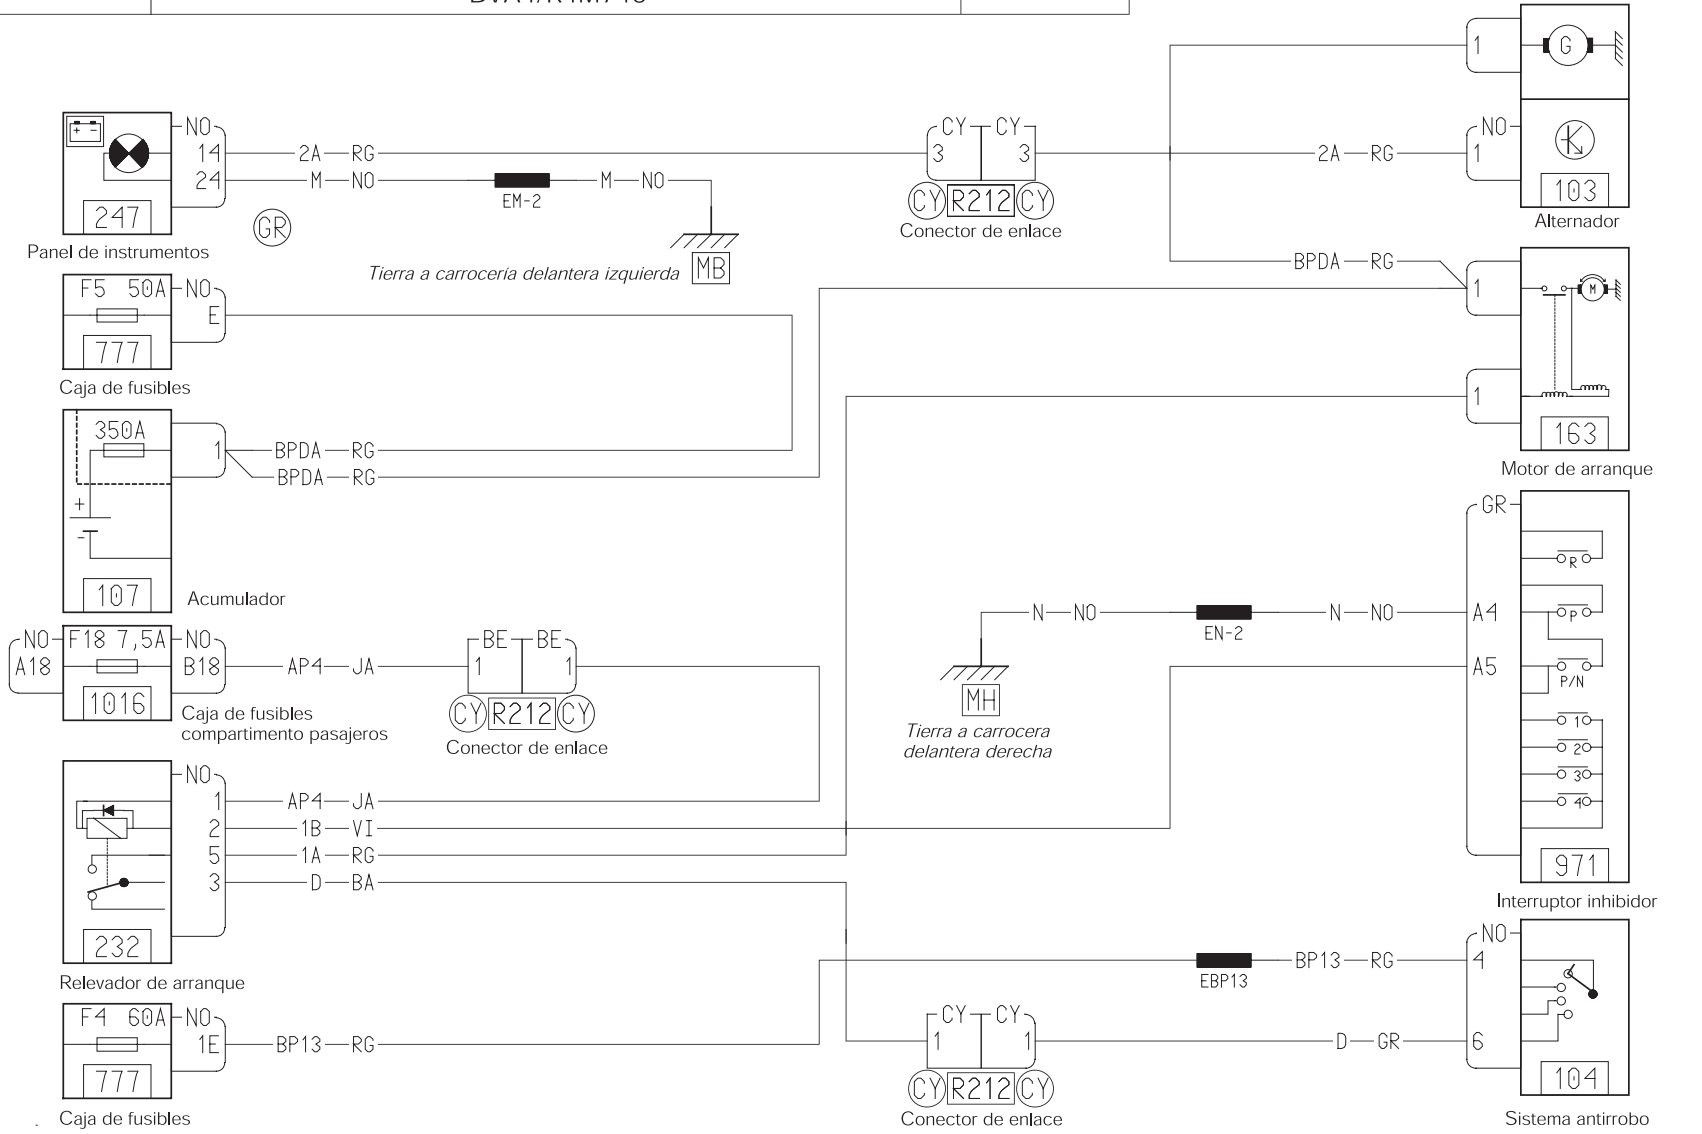 1
G
NO
14
24
2A RG
M NO
EM-2
M NO
CY CY
3 3
CY R212 CY
Conector de enlace
2A RG
NO
1
103
Alternador
247
GR
Panel de instrumentos
Tierra a carrocería delantera izquierda MB
BPDA RG
1
M
F5 50A NO
E
777
Caja de fusibles
1
163
Motor de arranque
350A
1
BPDA RG
BPDA RG
+
-
107 Acumulador
GR
R
P
P/N
1
2
3
4
A4
A5
N NO
EN-2
N NO
MH
Tierra a carrocera
delantera derecha
971
Interruptor inhibidor
NO F18 7,5A NO
A18 B18
AP4 JA
BE BE
1 1
1016
Caja de fusibles
compartimento pasajeros
CY R212 CY
Conector de enlace
NO
1 AP4 JA
2 1B VI
5 1A RG
3 D BA
232
Relevador de arranque
NO
4
6
EBP13
BP13 RG
F4 60A NO
1E
BP13 RG
777
Caja de fusibles
CY CY
1 1
CY R212 CY
Conector de enlace
D GR
104
Sistema antirrobo